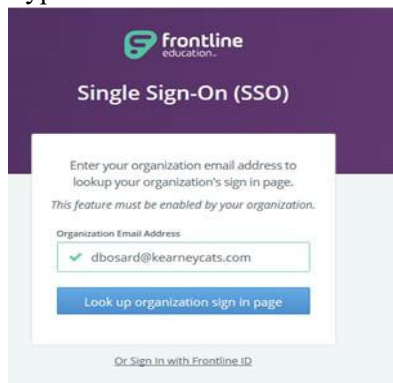 frontline
education™
Single Sign-On (SSO)
Enter your organization email address to
lookup your organization's sign in page.
This feature must be enabled by your organization.
Organization Email Address
dbosard@kearneycats.com
Look up organization sign in page
Or Sign In with Frontline ID